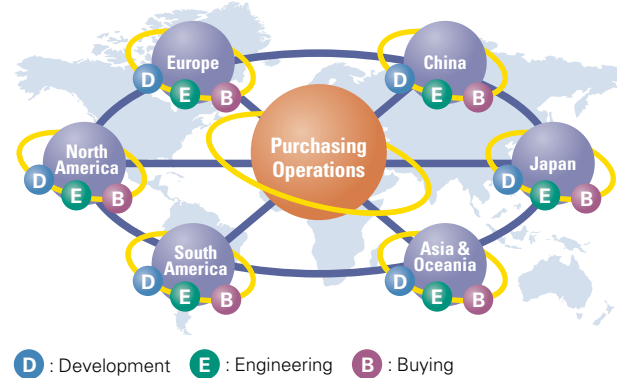 Europe
D
E
B
China
D
E
B
Purchasing
Operations
North
America
D
E
B
Japan
D
E
B
South
America
D
E
B
Asia &
Oceania
D
E
B
D : Development E : Engineering B : Buying